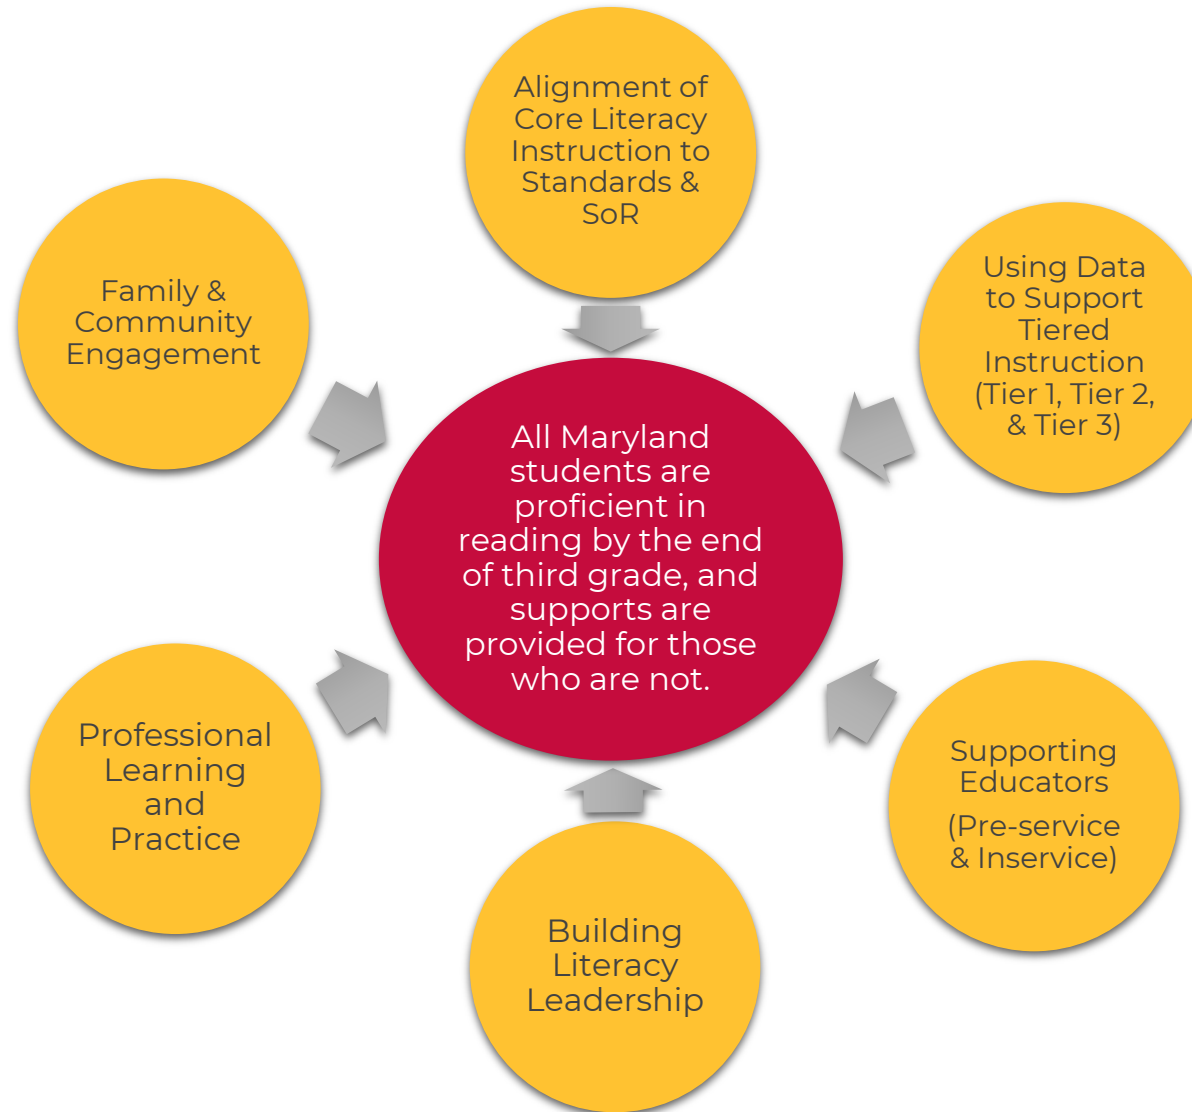 Alignment of
Core Literacy
Instruction to
Standards &
SoR
Using Data
to Support
Tiered
Instruction
(Tier 1, Tier 2,
& Tier 3)
Supporting
Educators
(Pre-service
& Inservice)
Building
Literacy
Leadership
Professional
Learning
and
Practice
Family &
Community
Engagement
All Maryland
students are
proficient in
reading by the end
of third grade, and
supports are
provided for those
who are not.